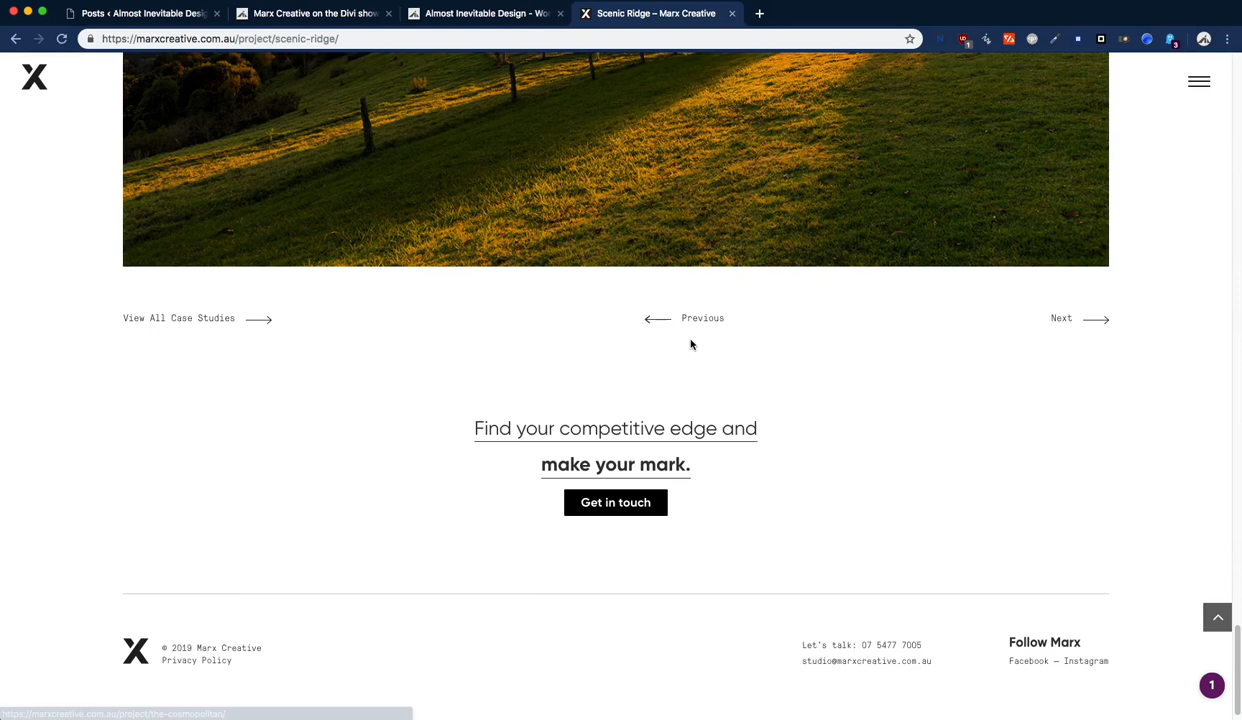 Posts ‹ Almost Inevitable Desig
Marx Creative on the Divi show
Almost Inevitable Design - Wor
Scenic Ridge – Marx Creative
https://marxcreative.com.au/project/scenic-ridge/
1
3
View All Case Studies
Previous
Next
Find your competitive edge and
make your mark.
Get in touch
© 2019 Marx Creative
Privacy Policy
Let's talk: 07 5477 7005
studio@marxcreative.com.au
Follow Marx
Facebook — Instagram
1
https://marxcreative.com.au/project/the-cosmopolitan/